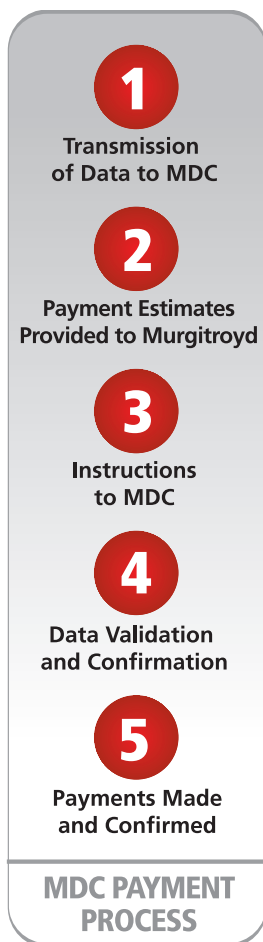 1
Transmission
of Data to MDC
2
Payment Estimates
Provided to Murgitroyd
3
Instructions
to MDC
4
Data Validation
and Confirmation
5
Payments Made
and Confirmed
MDC PAYMENT
PROCESS